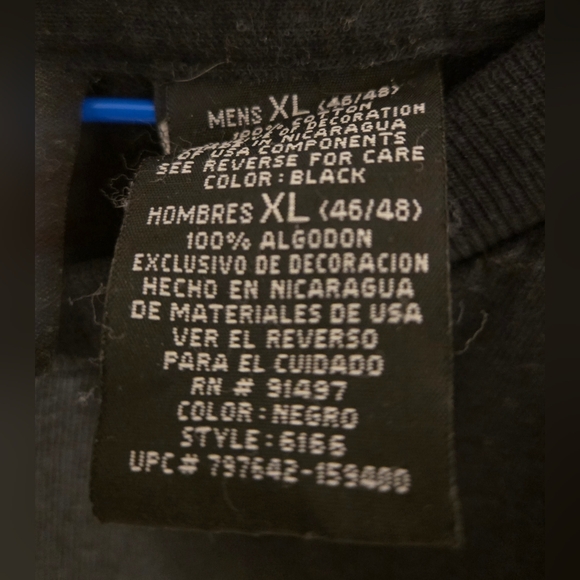 MENS XL (46/48)
100% COTTON
OF DECORATION
IN NICARAGUA
OF USA COMPONENTS
SEE REVERSE FOR CARE
COLOR: BLACK
HOMBRES XL (46/48)
100% ALGODON
EXCLUSIVO DE DECORACION
HECHO EN NICARAGUA
DE MATERIALES DE USA
VER EL REVERSO
PARA EL CUIDADO
RN # 91497
COLOR: NEGRO
STYLE: 6166
UPC# 797642-159400